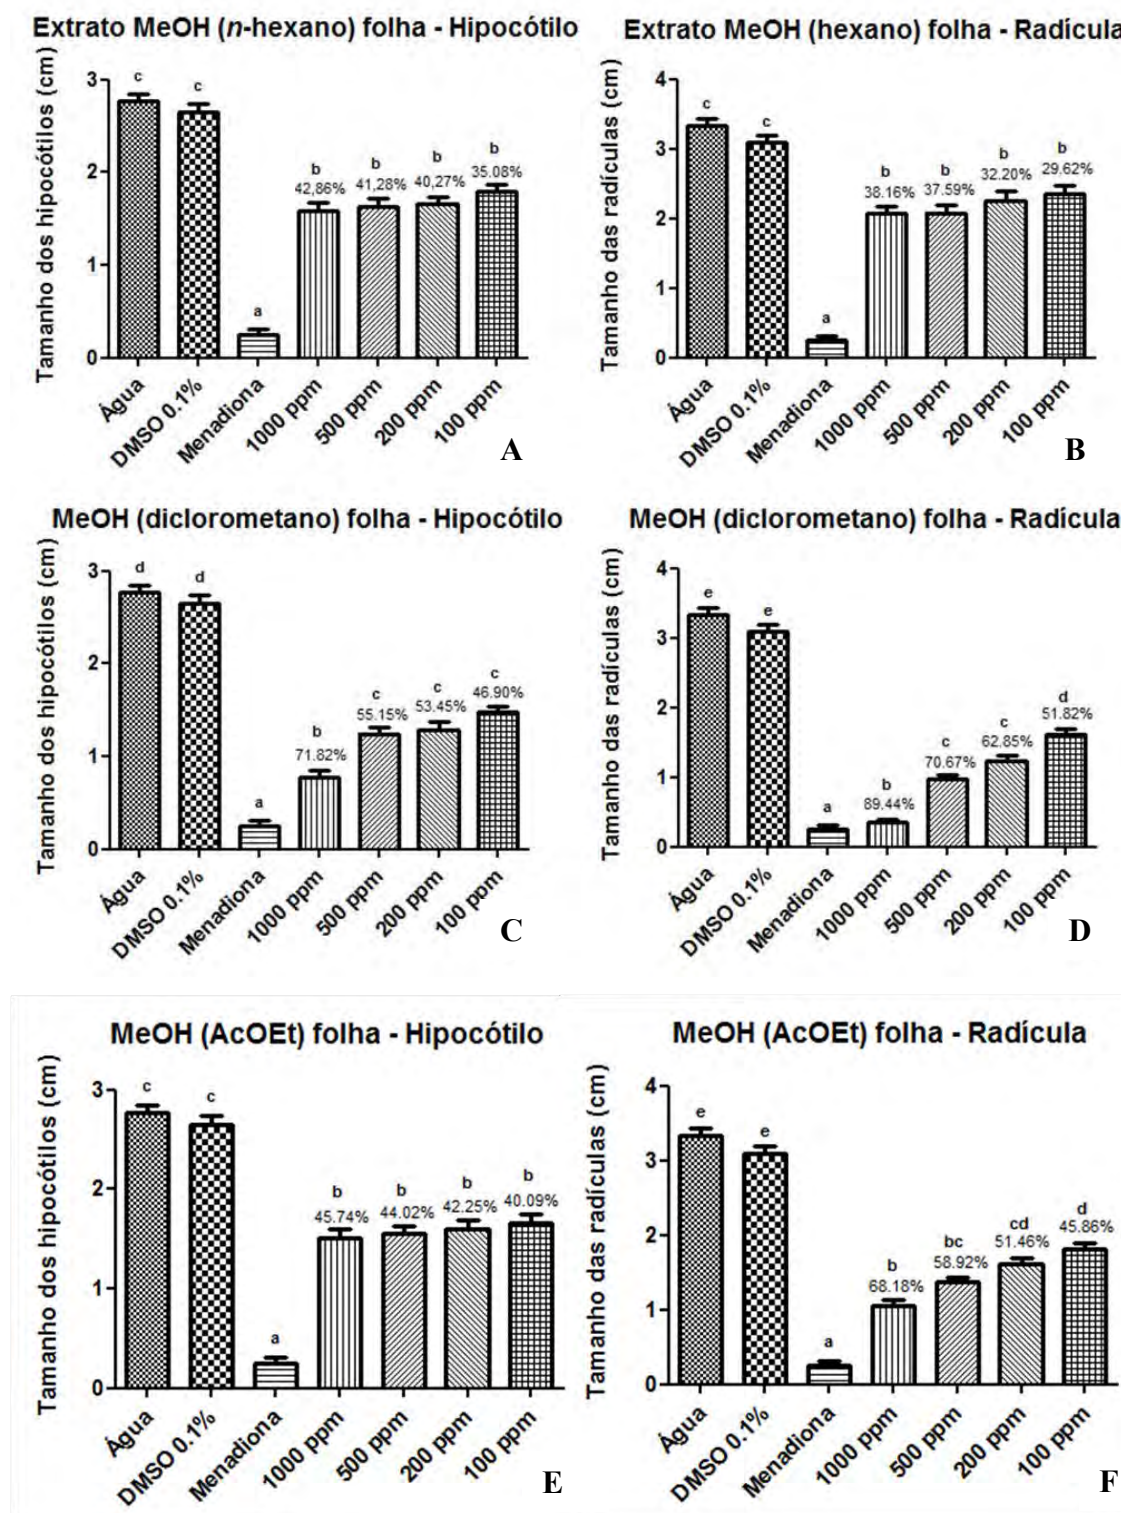 Extrato MeOH (n-hexano) folha - Hipocótilo
Tamanho dos hipocótilos (cm)
3
2
1
0
c
c
a
b
42,86%
b
41,28%
b
40,27%
b
35.08%
Água
DMSO 0.1%
Menadiona
1000 ppm
500 ppm
200 ppm
100 ppm
A
Extrato MeOH (hexano) folha - Radícula
Tamanho das radículas (cm)
4
3
2
1
0
c
c
a
b
38.16%
b
37.59%
b
32.20%
b
29.62%
Água
DMSO 0.1%
Menadiona
1000 ppm
500 ppm
200 ppm
100 ppm
B
MeOH (diclorometano) folha - Hipocótilo
Tamanho dos hipocótilos (cm)
3
2
1
0
d
d
a
b
71.82%
c
55.15%
c
53.45%
c
46.90%
Água
DMSO 0.1%
Menadiona
1000 ppm
500 ppm
200 ppm
100 ppm
C
MeOH (diclorometano) folha - Radícula
Tamanho das radículas (cm)
4
3
2
1
0
e
e
a
b
89.44%
c
70.67%
c
62.85%
d
51.82%
Água
DMSO 0.1%
Menadiona
1000 ppm
500 ppm
200 ppm
100 ppm
D
MeOH (AcOEt) folha - Hipocótilo
Tamanho dos hipocótilos (cm)
3
2
1
0
c
c
a
b
45.74%
b
44.02%
b
42.25%
b
40.09%
Água
DMSO 0.1%
Menadiona
1000 ppm
500 ppm
200 ppm
100 ppm
E
MeOH (AcOEt) folha - Radícula
Tamanho das radículas (cm)
4
3
2
1
0
e
e
a
b
68.18%
bc
58.92%
cd
51.46%
d
45.86%
Água
DMSO 0.1%
Menadiona
1000 ppm
500 ppm
200 ppm
100 ppm
F